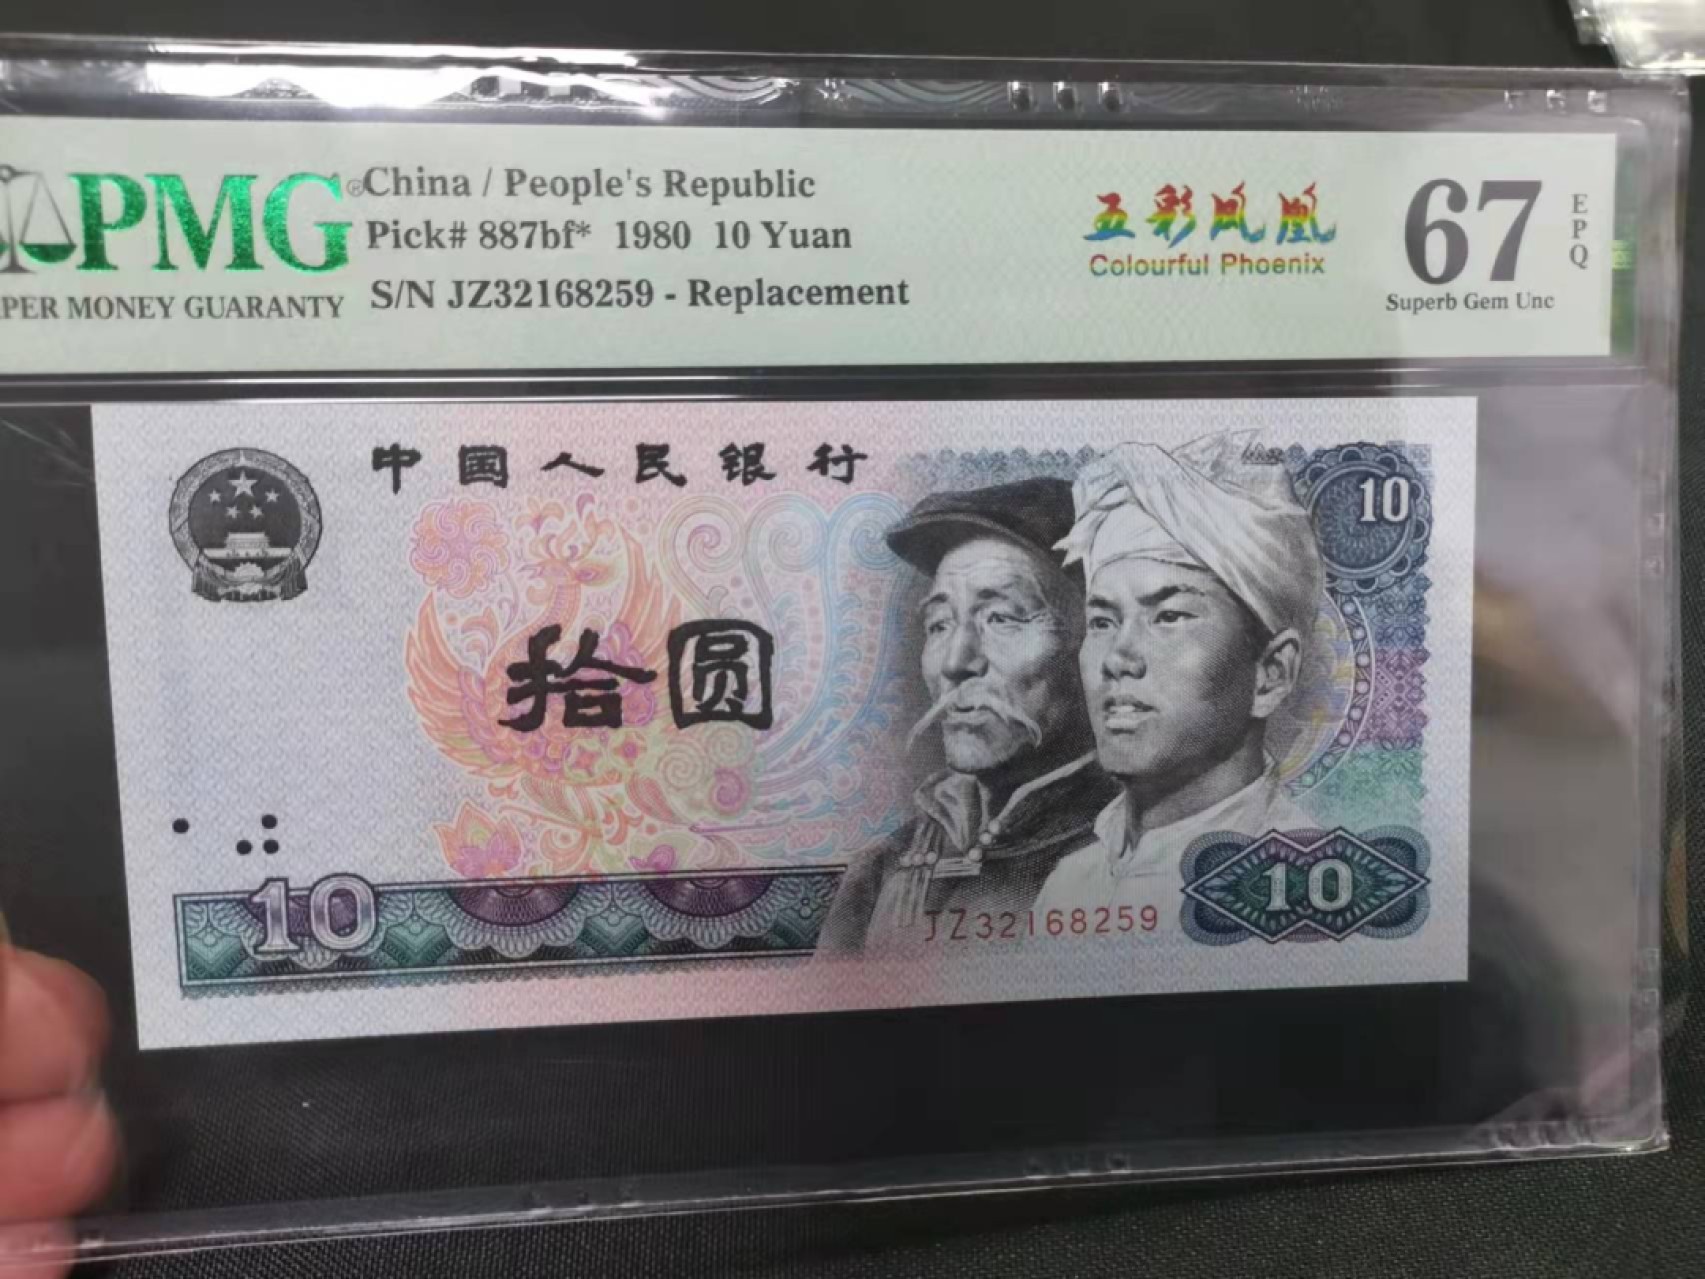 PMG®
PER MONEY GUARANTY
China / People's Republic
Pick# 887bf* 1980 10 Yuan
S/N JZ32168259 - Replacement
五彩凤凰
Colourful Phoenix
67
EPQ
Superb Gem Unc
中国人民银行
10
拾圆
10
JZ32168259
10